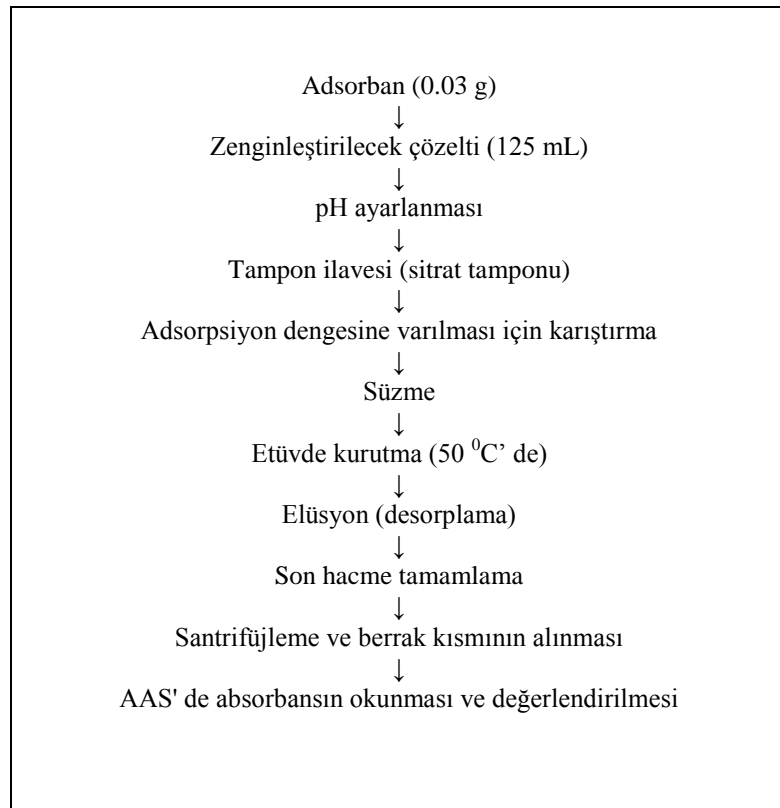 Adsorban (0.03 g)
↓
Zenginleştirilecek çözelti (125 mL)
↓
pH ayarlanması
↓
Tampon ilavesi (sitrat tamponu)
↓
Adsorpsiyon dengesine varılması için karıştırma
↓
Süzme
↓
Etüvde kurutma (50 ⁰C’ de)
↓
Elüsyon (desorplama)
↓
Son hacme tamamlama
↓
Santrifüjleme ve berrak kısmının alınması
↓
AAS' de absorbansın okunması ve değerlendirilmesi